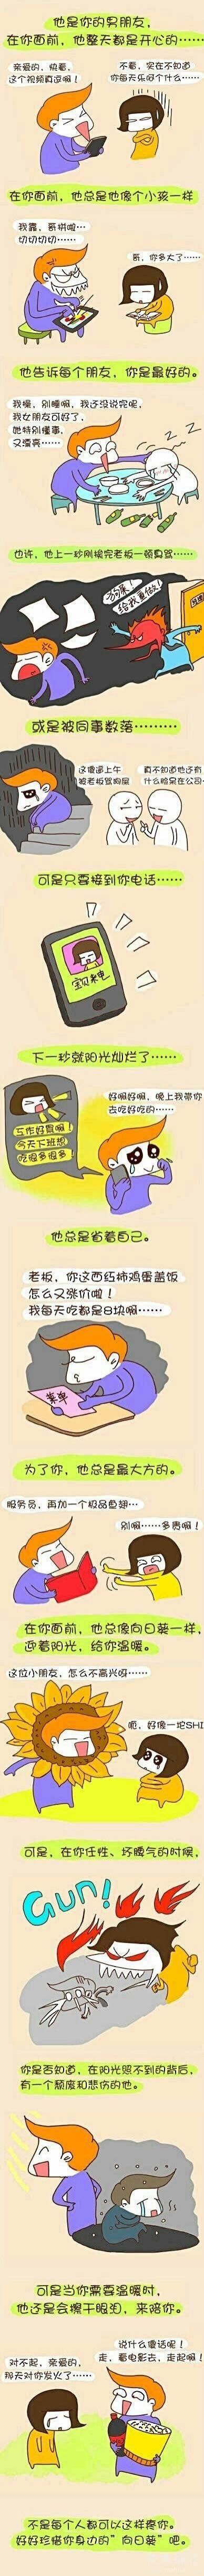 他是你的男朋友，
在你面前，他整天都是开心的……
亲爱的，快看，
这个视频真逗啊！
不看，实在不知道
你每天乐呵个什么……
在你面前，他总是他像个小孩一样
我靠，哥拼啦…
切切切切……
哥，你多大了……
他告诉每个朋友，你是最好的。
我操，别睡啊，我还没说完呢，
我女朋友可好了，
她特别懂事，
又漂亮……
ZZZ
也许，他上一秒刚挨完老板一顿臭骂……
给我重做！
或是被同事数落………
这傻逼上午
被老板骂的屁
真不知道他还有
什么脸呆在公司…
可是只要接到你电话……
宝贝来电
下一秒就阳光灿烂了……
工作好累啊！
今天下班想
吃很多很多！
好啊好啊，晚上我带你
去吃好吃的……
他总是省着自己。
老板，你这西红柿鸡蛋盖饭
怎么又涨价啦！
我每天吃都是8块啊……
菜单
为了你，他总是最大方的。
服务员，再加一个极品鱼翅…
别啊……多贵啊！
在你面前，他总像向日葵一样，
迎着阳光，给你温暖。
这位小朋友，怎么不高兴呀……
呃，好像一坨SHI
可是，在你任性、坏脾气的时候，
Gun!
你是否知道，在阳光照不到的背后，
有一个颓废和悲伤的他。
可是当你需要温暖时，
他还是会擦干眼泪，来陪你。
对不起，亲爱的，
那天对你发火了……
说什么傻话呢！
走，看电影去，走起啊！
不是每个人都可以这样疼你。
好好珍惜你身边的”向日葵”吧。